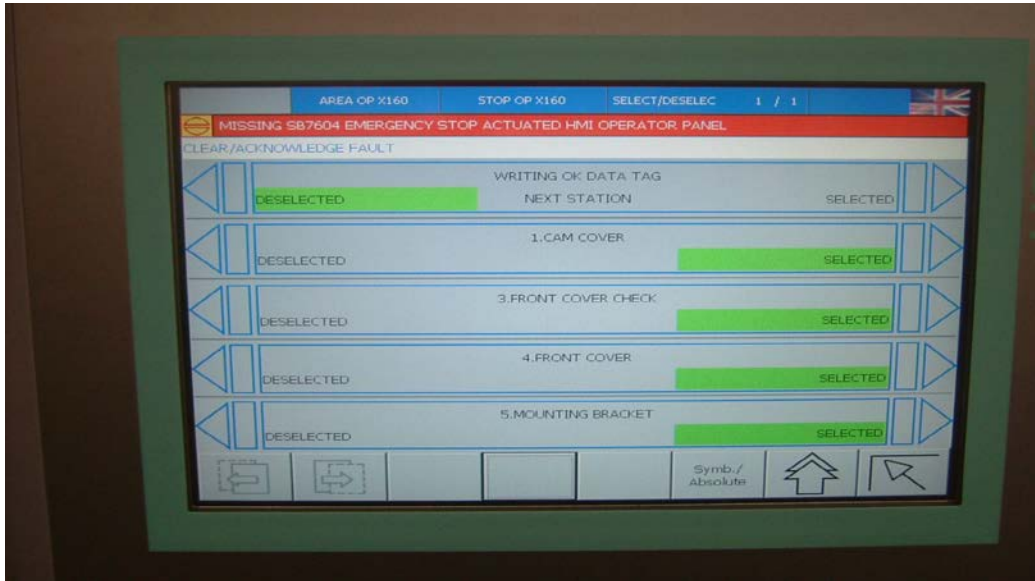 AREA OP X160 STOP OP X160 SELECT/DESELEC 1 / 1
MISSING SB7604 EMERGENCY STOP ACTUATED HMI OPERATOR PANEL
CLEAR/ACKNOWLEDGE FAULT
WRITING OK DATA TAG
DESELECTED NEXT STATION SELECTED
1.CAM COVER
DESELECTED SELECTED
3.FRONT COVER CHECK
DESELECTED SELECTED
4.FRONT COVER
DESELECTED SELECTED
5.MOUNTING BRACKET
DESELECTED SELECTED
Symb./
Absolute